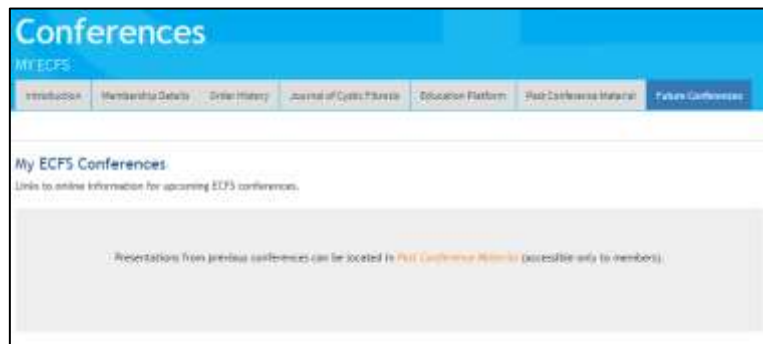 Conferences
MY ECFS
Introduction Membership Details Order History Journal of Cystic Fibrosis Education Platform Past Conference Material Future Conferences
My ECFS Conferences
Links to online information for upcoming ECFS conferences.
Presentations from previous conferences can be located in Past Conference Material (accessible only to members).